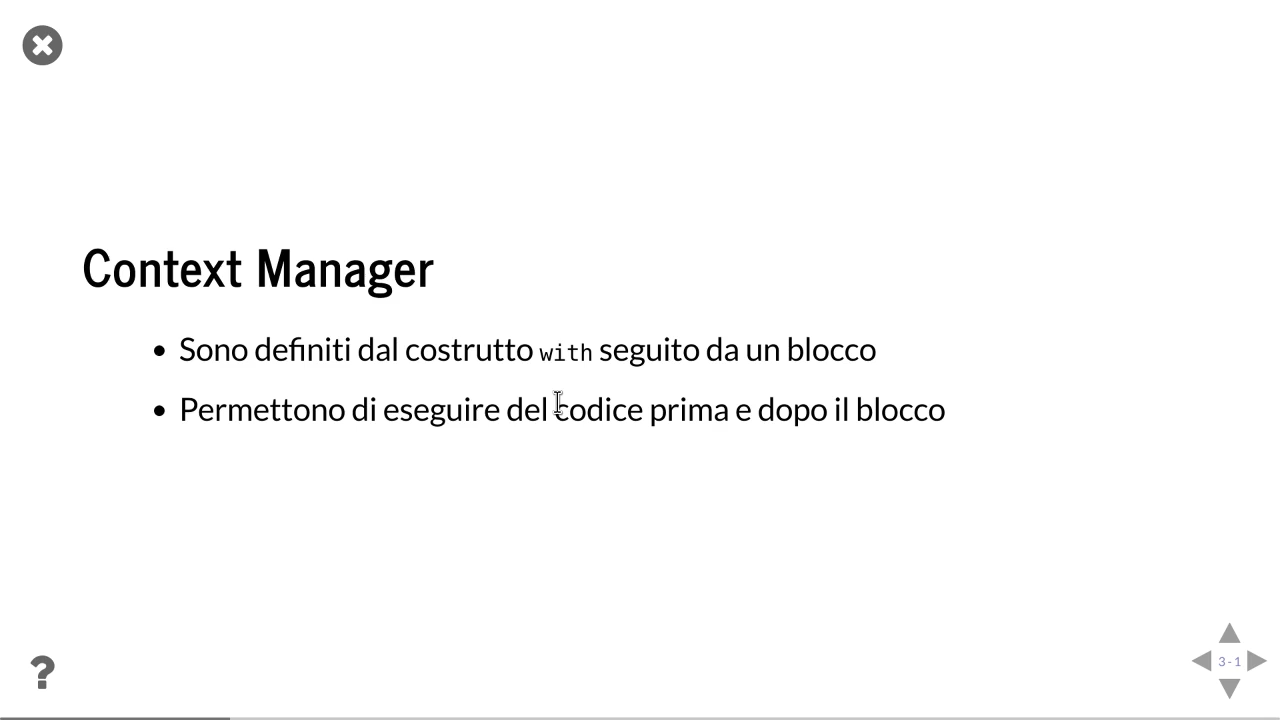 Context Manager
Sono definiti dal costrutto with seguito da un blocco
Permettono di eseguire del codice prima e dopo il blocco
?
3-1